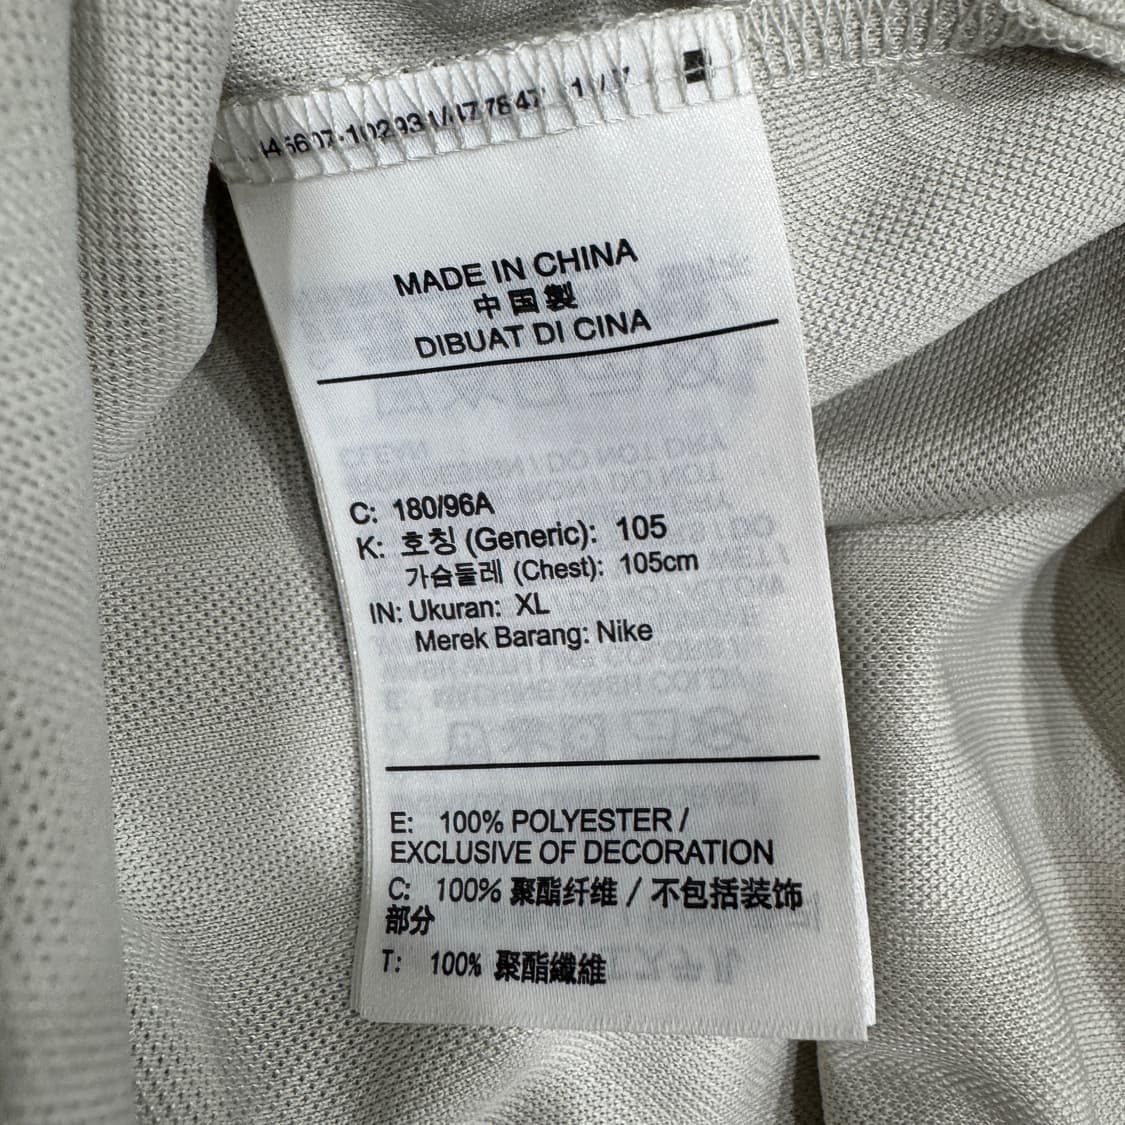 MADE IN CHINA
中国製
DIBUAT DI CINA
C: 180/96A
K: 호칭 (Generic): 105
가슴둘레 (Chest): 105cm
IN: Ukuran: XL
Merek Barang: Nike
E: 100% POLYESTER /
EXCLUSIVE OF DECORATION
C: 100% 聚酯纤维 / 不包括装饰
部分
T: 100% 聚酯纖維